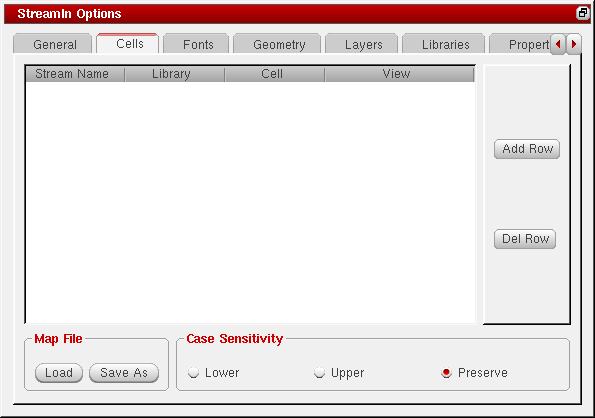 StreamIn Options
General Cells Fonts Geometry Layers Libraries Propert
Stream Name Library Cell View
Add Row
Del Row
Map File Case Sensitivity
Load Save As Lower Upper Preserve